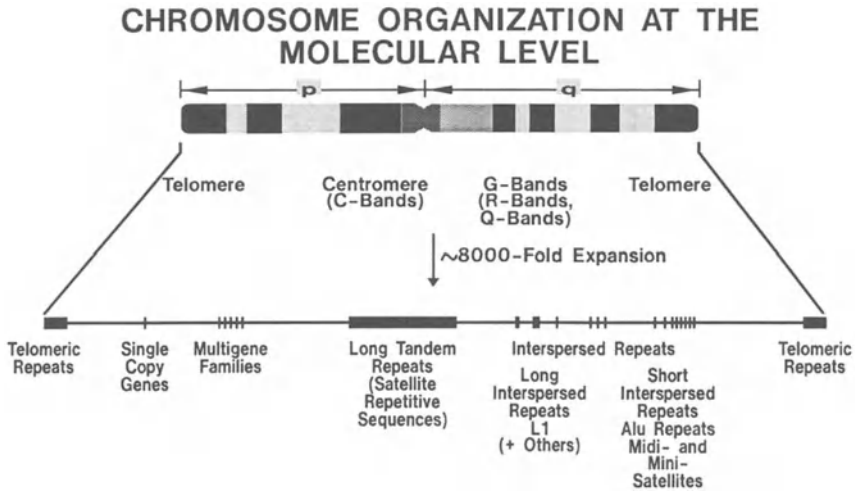 CHROMOSOME ORGANIZATION AT THE
MOLECULAR LEVEL
p
q
Telomere
Centromere
(C-Bands)
G-Bands
(R-Bands,
Q-Bands)
Telomere
~8000-Fold Expansion
Telomeric
Repeats
Single
Copy
Genes
Multigene
Families
Long Tandem
Repeats
(Satellite
Repetitive
Sequences)
Interspersed Repeats
Long
Interspersed
Repeats
L1
(+ Others)
Short
Interspersed
Repeats
Alu Repeats
Midi- and
Mini-
Satellites
Telomeric
Repeats